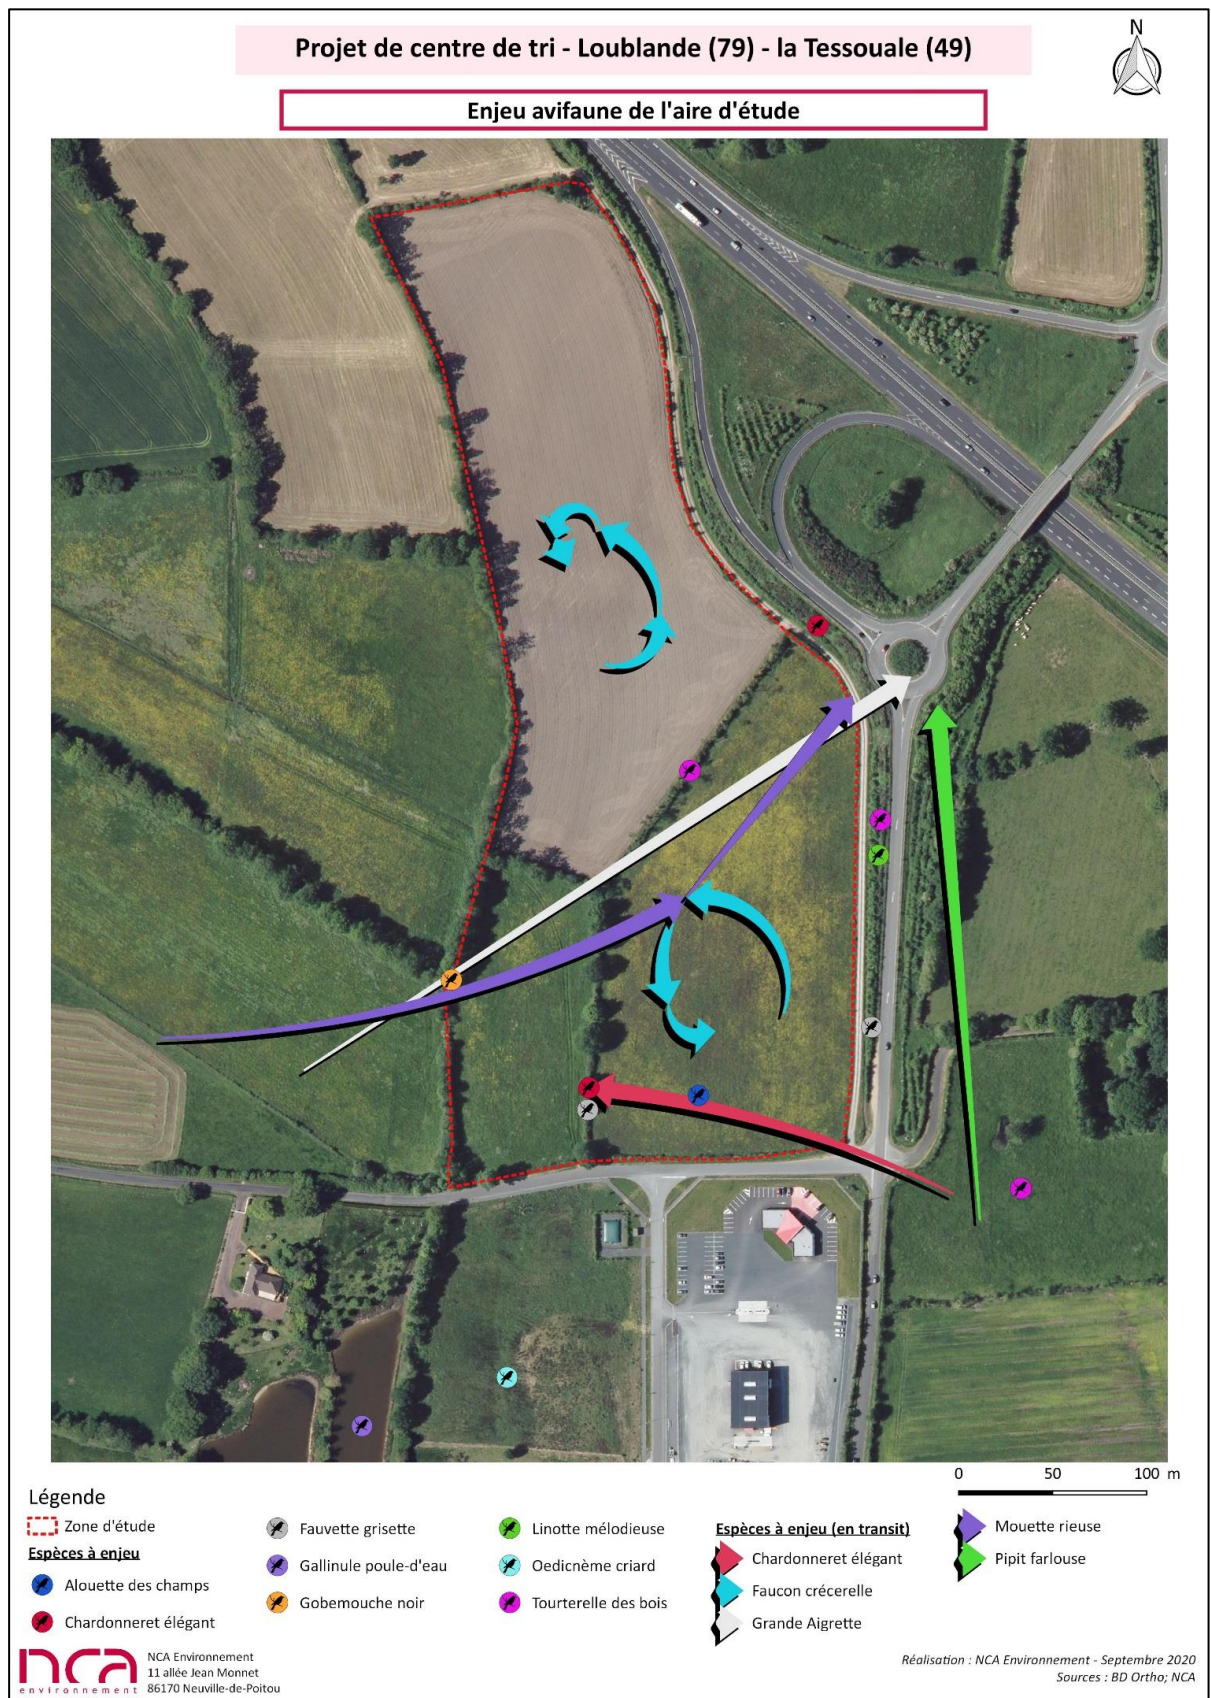 Projet de centre de tri - Loublande (79) - la Tessouale (49)
N
Enjeu avifaune de l'aire d'étude
0 50 100 m
Légende
Zone d'étude
Espèces à enjeu
Alouette des champs
Chardonneret élégant
Fauvette grisette
Gallinule poule-d'eau
Gobemouche noir
Linotte mélodieuse
Oedicnème criard
Tourterelle des bois
Espèces à enjeu (en transit)
Chardonneret élégant
Faucon crécerelle
Grande Aigrette
Mouette rieuse
Pipit farlouse
nca
environnement
NCA Environnement
11 allée Jean Monnet
86170 Neuville-de-Poitou
Réalisation : NCA Environnement - Septembre 2020
Sources : BD Ortho; NCA